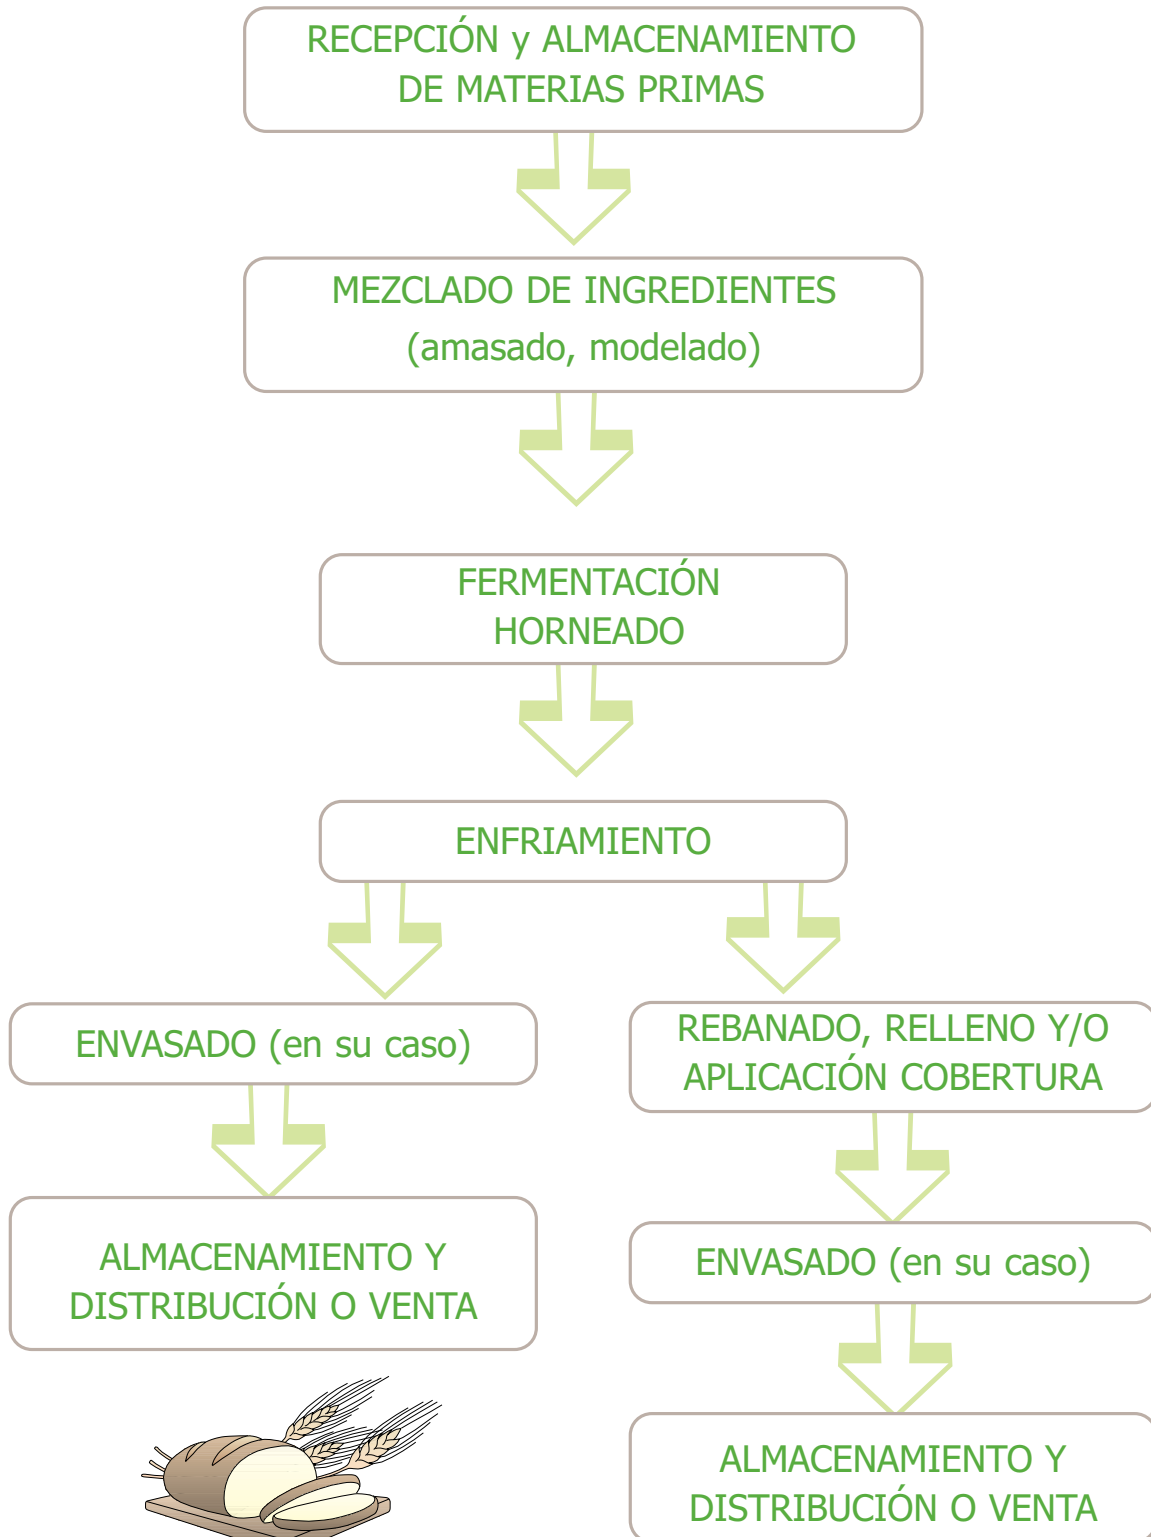 RECEPCIÓN y ALMACENAMIENTO
DE MATERIAS PRIMAS
MEZCLADO DE INGREDIENTES
(amasado, modelado)
FERMENTACIÓN
HORNEADO
ENFRIAMIENTO
ENVASADO (en su caso)
ALMACENAMIENTO Y
DISTRIBUCIÓN O VENTA
REBANADO, RELLENO Y/O
APLICACIÓN COBERTURA
ENVASADO (en su caso)
ALMACENAMIENTO Y
DISTRIBUCIÓN O VENTA